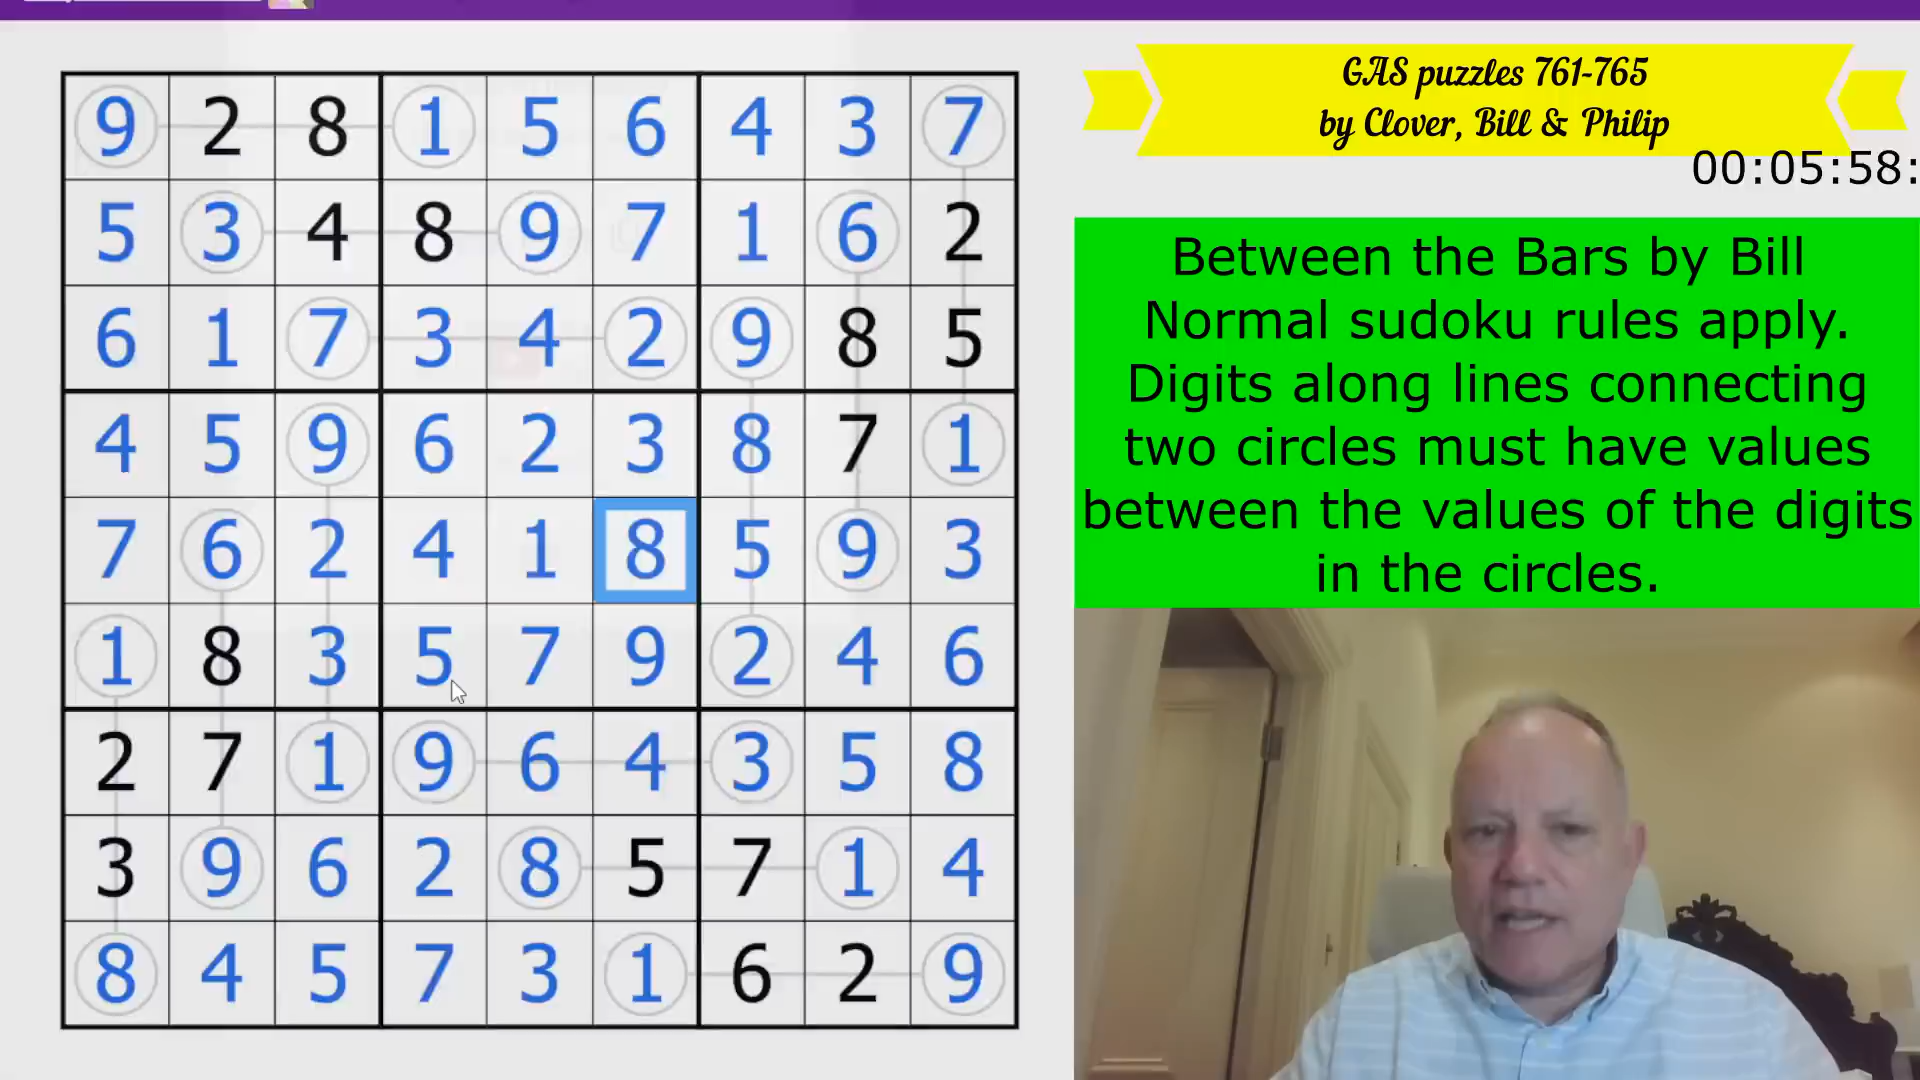 GAS puzzles 761-765
by Clover, Bill & Philip
00:05:58:
Between the Bars by Bill
Normal sudoku rules apply.
Digits along lines connecting
two circles must have values
between the values of the digits
in the circles.
9 2 8 1 5 6 4 3 7
5 3 4 8 9 7 1 6 2
6 1 7 3 4 2 9 8 5
4 5 9 6 2 3 8 7 1
7 6 2 4 1 8 5 9 3
1 8 3 5 7 9 2 4 6
2 7 1 9 6 4 3 5 8
3 9 6 2 8 5 7 1 4
8 4 5 7 3 1 6 2 9